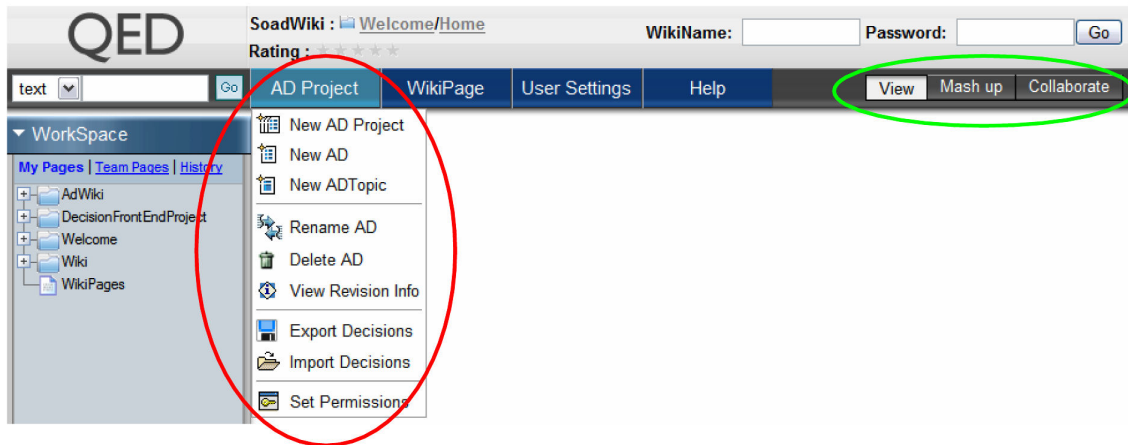 QED
SoadWiki : Welcome/Home
Rating :
WikiName:
Password:
Go
text
Go
AD Project
WikiPage
User Settings
Help
View
Mash up
Collaborate
WorkSpace
My Pages | Team Pages | History
AdWiki
DecisionFrontEndProject
Welcome
Wiki
WikiPages
New AD Project
New AD
New ADTopic
Rename AD
Delete AD
View Revision Info
Export Decisions
Import Decisions
Set Permissions